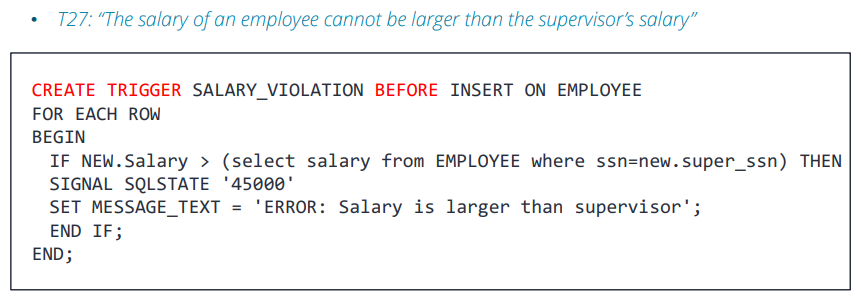 • T27: “The salary of an employee cannot be larger than the supervisor’s salary”
CREATE TRIGGER SALARY_VIOLATION BEFORE INSERT ON EMPLOYEE
FOR EACH ROW
BEGIN
IF NEW.Salary > (select salary from EMPLOYEE where ssn=new.super_ssn) THEN
SIGNAL SQLSTATE '45000'
SET MESSAGE_TEXT = 'ERROR: Salary is larger than supervisor';
END IF;
END;